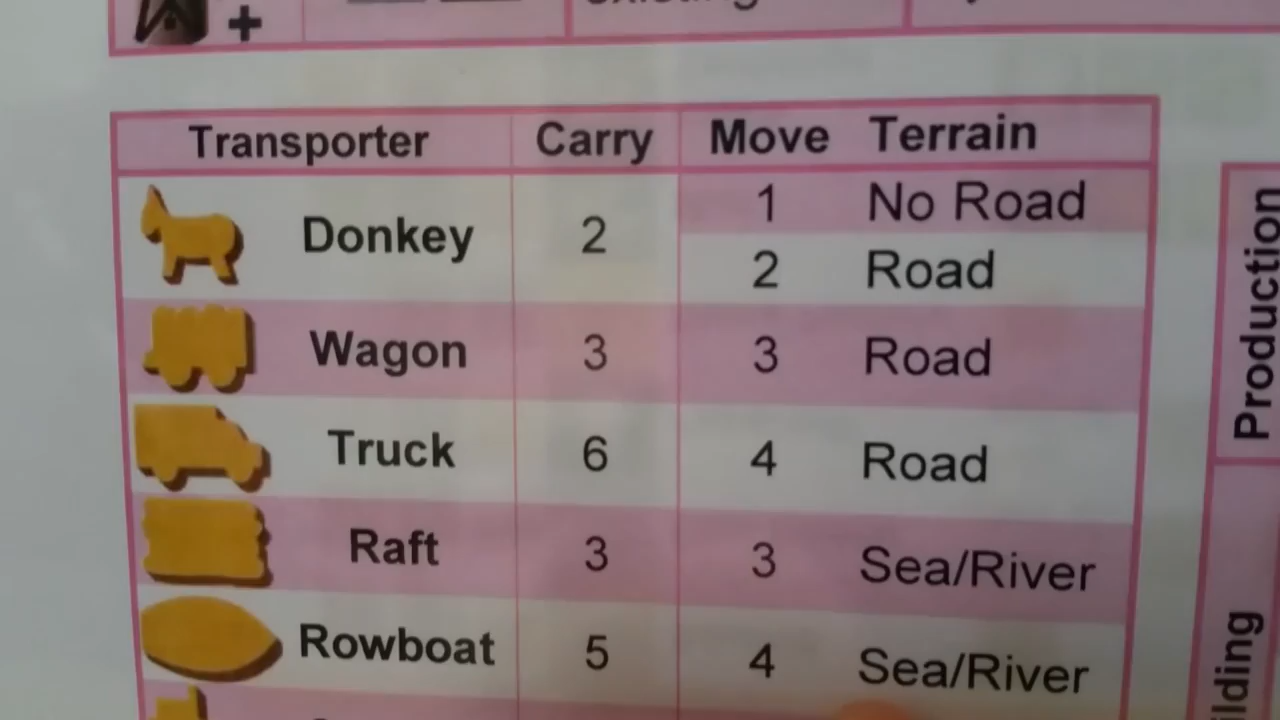 +
Transporter Carry Move Terrain
Donkey 2 1 No Road
2 Road
Wagon 3 3 Road
Truck 6 4 Road
Raft 3 3 Sea/River
Rowboat 5 4 Sea/River
Production